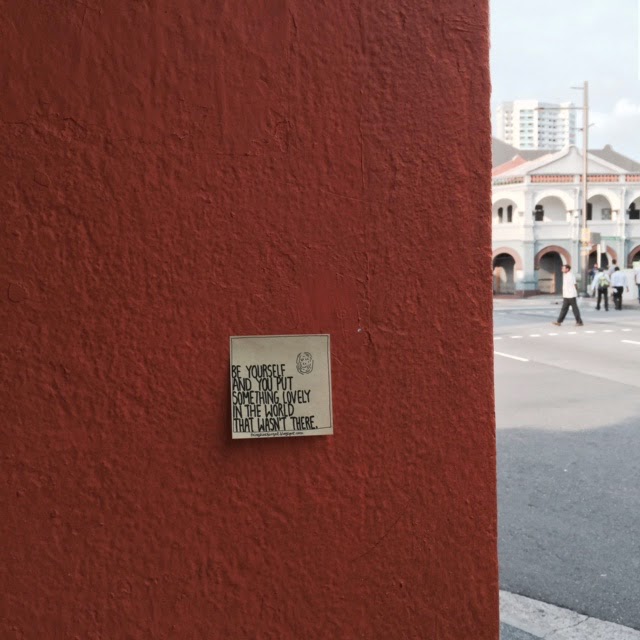 BE YOURSELF
AND YOU PUT
SOMETHING LOVELY
IN THE WORLD
THAT WASN'T THERE.